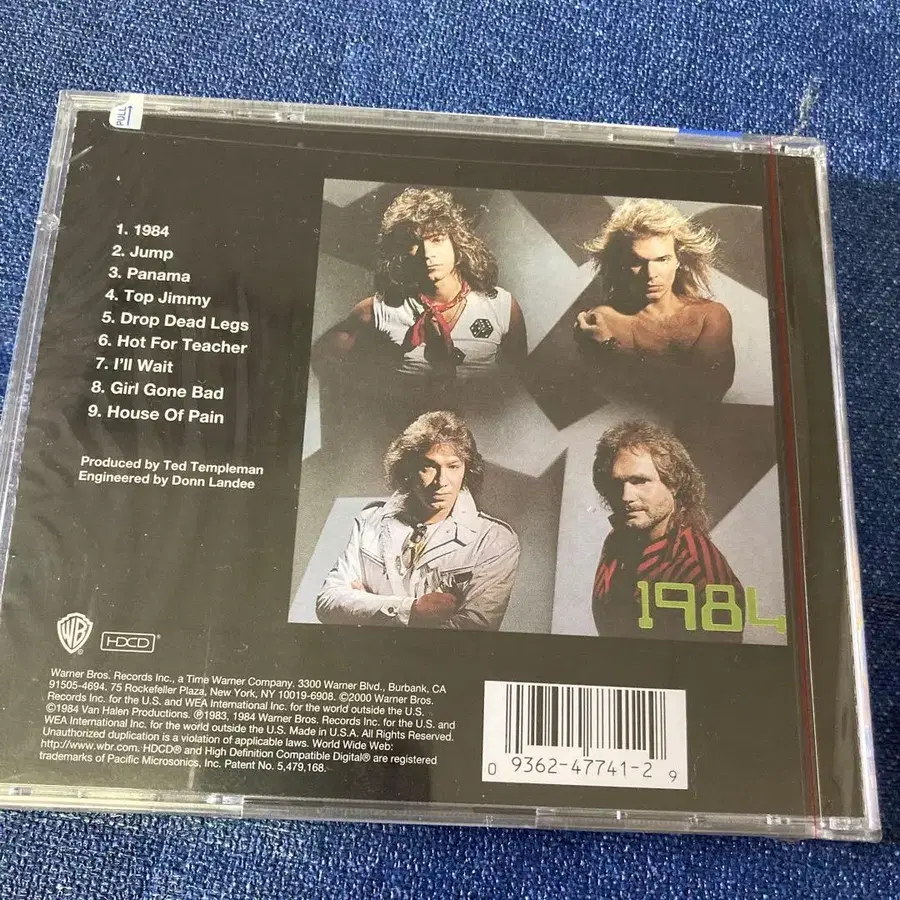 PULL
1. 1984
2. Jump
3. Panama
4. Top Jimmy
5. Drop Dead Legs
6. Hot For Teacher
7. I'll Wait
8. Girl Gone Bad
9. House Of Pain
Produced by Ted Templeman
Engineered by Donn Landee
1984
WB
HDCD®
Warner Bros. Records Inc., a Time Warner Company. 3300 Warner Blvd., Burbank, CA
91505-4694. 75 Rockefeller Plaza, New York, NY 10019-6908. ©2000 Warner Bros.
Records Inc. for the U.S. and WEA International Inc. for the world outside the U.S.
©1984 Van Halen Productions. ℗1983, 1984 Warner Bros. Records Inc. for the U.S. and
WEA International Inc. for the world outside the U.S. Made in U.S.A. All Rights Reserved.
Unauthorized duplication is a violation of applicable laws. World Wide Web:
http://www.wbr.com. HDCD® and High Definition Compatible Digital® are registered
trademarks of Pacific Microsonics, Inc. Patent No. 5,479,168.
0 09362-47741-2 9